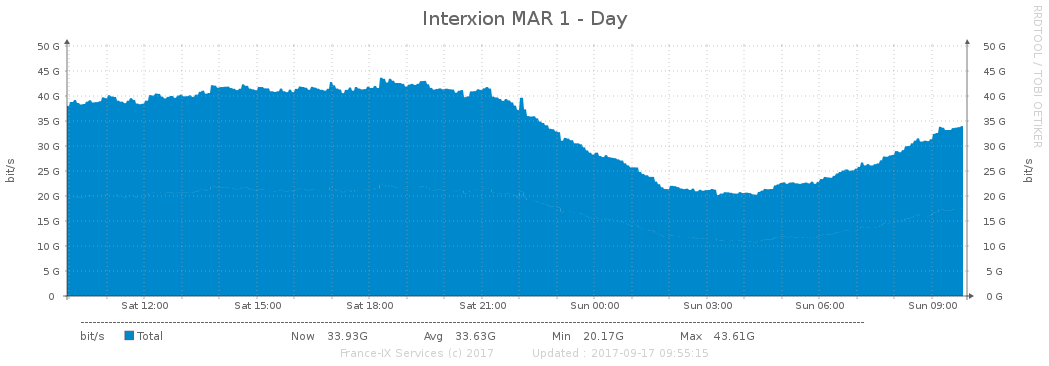 Interxion MAR 1 - Day
RRDTOOL / TOBI OETIKER
50 G 50 G
45 G 45 G
40 G 40 G
35 G 35 G
30 G 30 G
25 G 25 G
20 G 20 G
15 G 15 G
10 G 10 G
5 G 5 G
0 0 G
bit/s
bit/s
Sat 12:00 Sat 15:00 Sat 18:00 Sat 21:00 Sun 00:00 Sun 03:00 Sun 06:00 Sun 09:00
bit/s Total Now 33.93G Avg 33.63G Min 20.17G Max 43.61G
France-IX Services (c) 2017 Updated : 2017-09-17 09:55:15